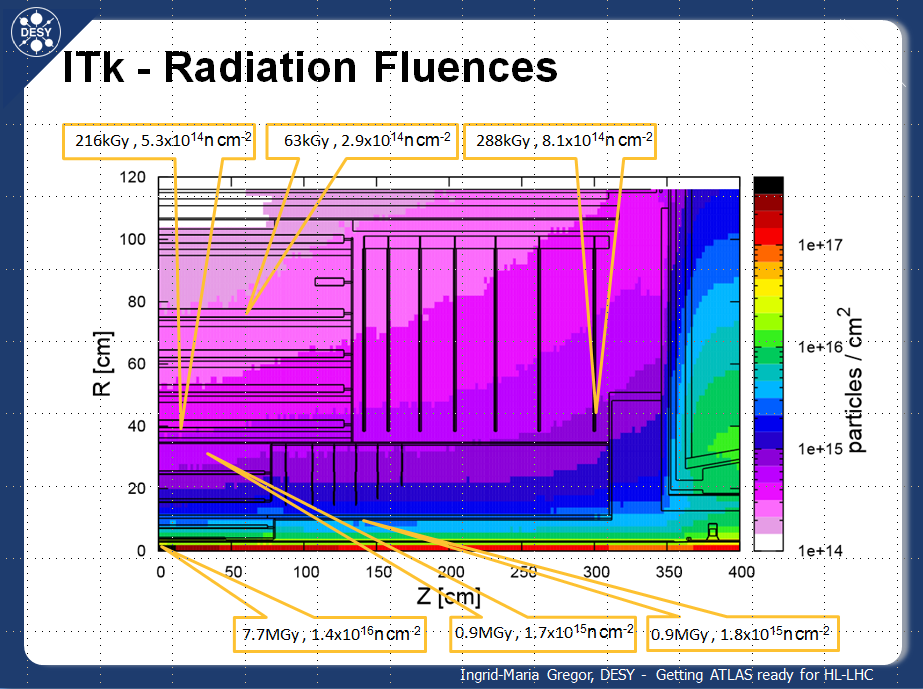 DESY
ITk - Radiation Fluences
216kGy , 5.3x10¹⁴n cm⁻²
63kGy , 2.9x10¹⁴n cm⁻²
288kGy , 8.1x10¹⁴n cm⁻²
120
100
80
60
40
20
0
R [cm]
0 50 100 150 200 250 300 350 400
Z [cm]
1e+17
1e+16
1e+15
1e+14
particles / cm²
7.7MGy , 1.4x10¹⁶n cm⁻²
0.9MGy , 1.7x10¹⁵n cm⁻²
0.9MGy , 1.8x10¹⁵n cm⁻²
Ingrid-Maria Gregor, DESY - Getting ATLAS ready for HL-LHC